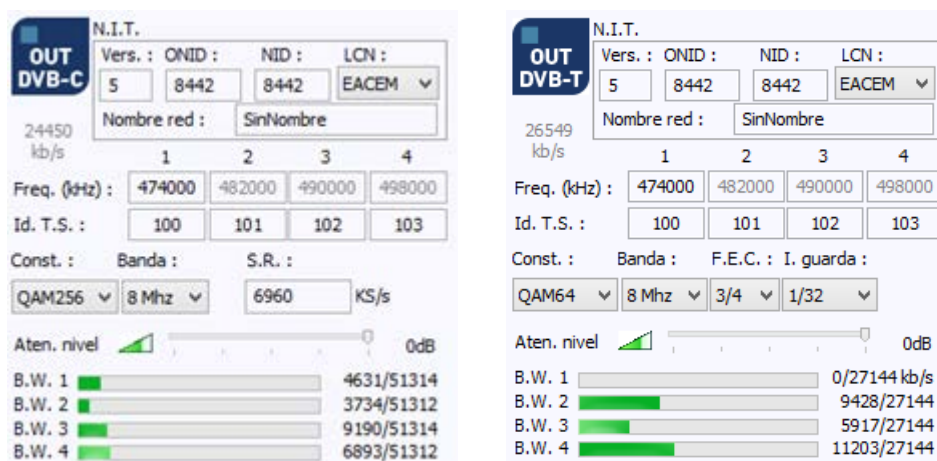 N.I.T.
OUT
DVB-C
Vers. : ONID : NID : LCN :
5 8442 8442 EACEM
Nombre red : SinNombre
24450
kb/s
1 2 3 4
Freq. (kHz) : 474000 482000 490000 498000
Id. T.S. : 100 101 102 103
Const. : Banda : S.R. :
QAM256 8 Mhz 6960 KS/s
Aten. nivel 0dB
B.W. 1 4631/51314
B.W. 2 3734/51312
B.W. 3 9190/51314
B.W. 4 6893/51312
N.I.T.
OUT
DVB-T
Vers. : ONID : NID : LCN :
5 8442 8442 EACEM
Nombre red : SinNombre
26549
kb/s
1 2 3 4
Freq. (kHz) : 474000 482000 490000 498000
Id. T.S. : 100 101 102 103
Const. : Banda : F.E.C. : I. guarda :
QAM64 8 Mhz 3/4 1/32
Aten. nivel 0dB
B.W. 1 0/27144 kb/s
B.W. 2 9428/27144
B.W. 3 5917/27144
B.W. 4 11203/27144